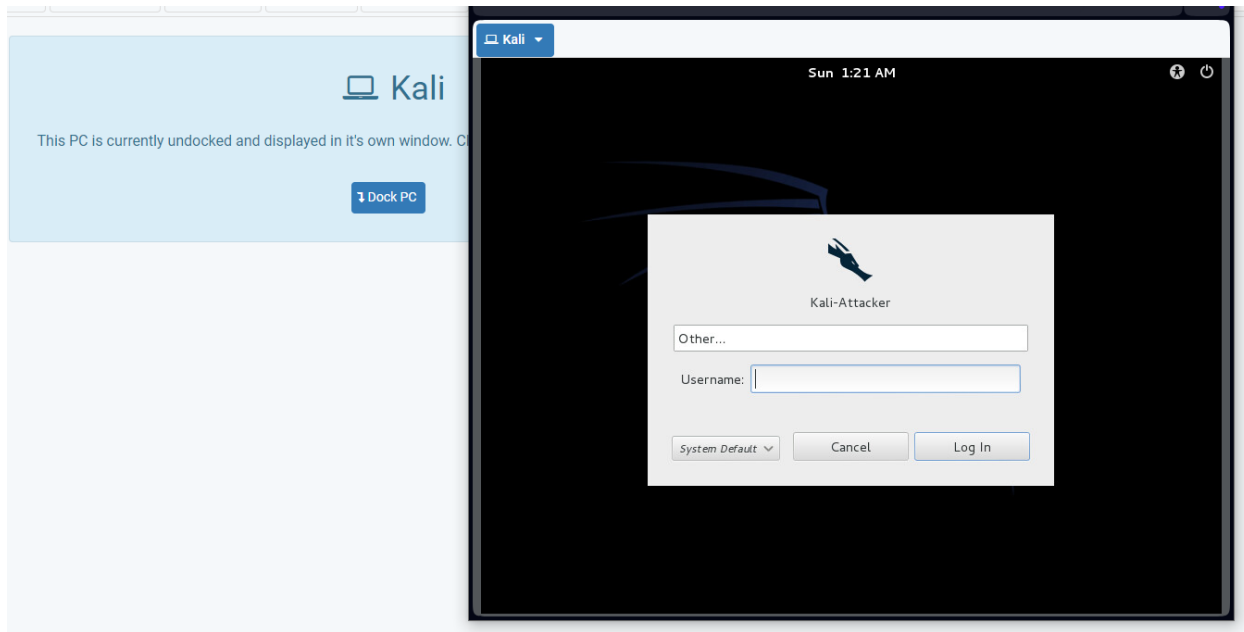 Kali
This PC is currently undocked and displayed in it's own window.
Dock PC
Kali
Sun 1:21 AM
Kali-Attacker
Other...
Username:
System Default
Cancel
Log In